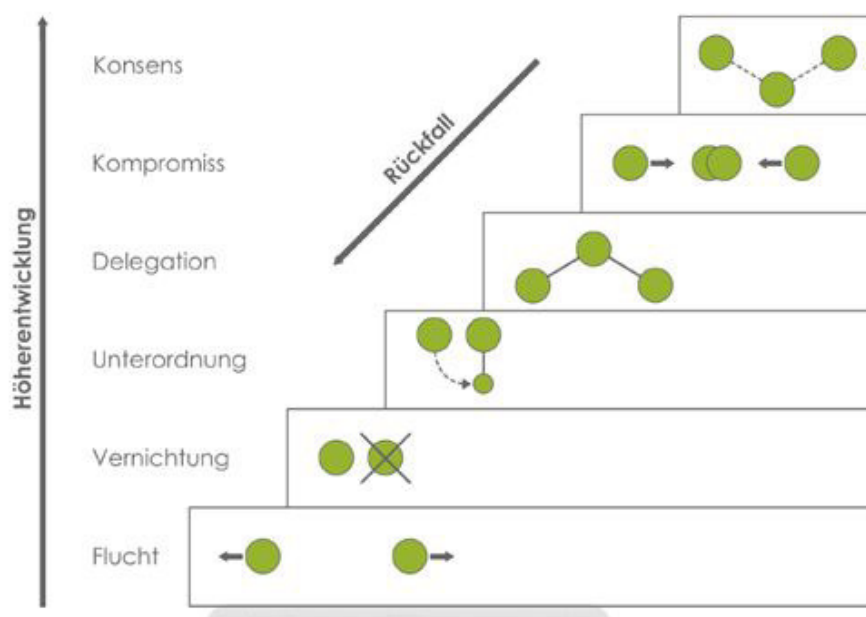 Konsens
Kompromiss
Delegation
Unterordnung
Vernichtung
Flucht
Höherentwicklung
Rückfall